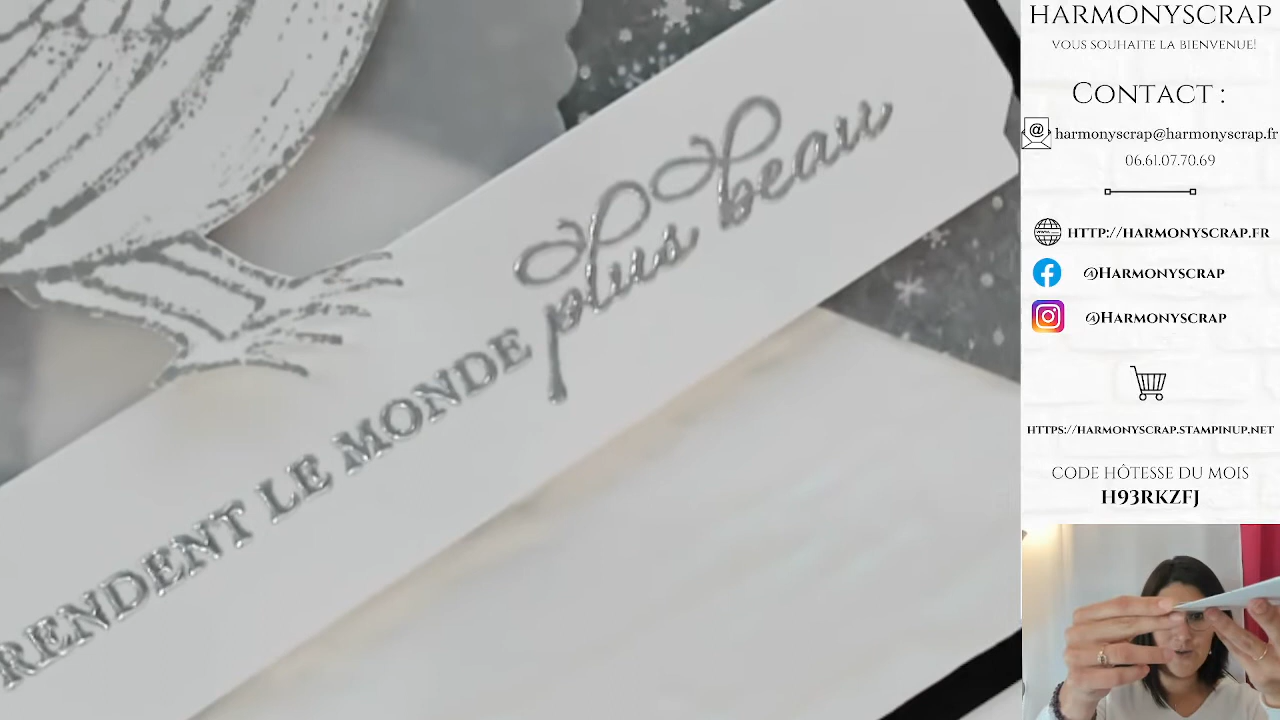 RENDENT LE MONDE plus beau
HARMONYSCRAP
VOUS SOUHAITE LA BIENVENUE!
CONTACT :
harmonyscrap@harmonyscrap.fr
06.61.07.70.69
HTTP://HARMONYSCRAP.FR
@HARMONYSCRAP
@HARMONYSCRAP
HTTPS://HARMONYSCRAP.STAMPINUP.NET
CODE HÔTESSE DU MOIS
H93RKZFJ